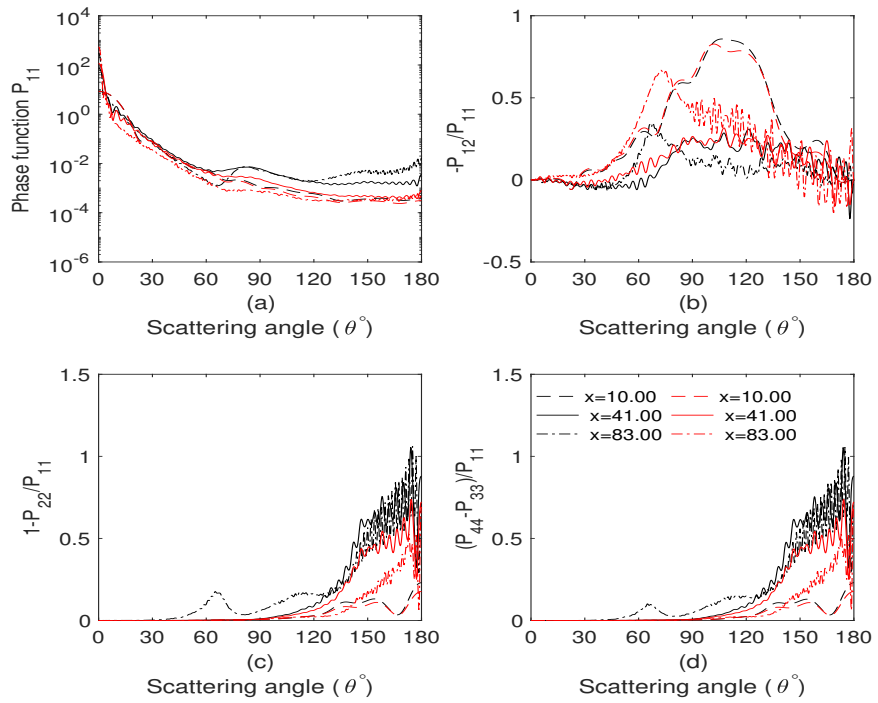 Phase function P11
10^4
10^2
10^0
10^-2
10^-4
10^-6
0 30 60 90 120 150 180
(a)
Scattering angle (θ°)
-P12/P11
1
0.5
0
-0.5
0 30 60 90 120 150 180
(b)
Scattering angle (θ°)
1-P22/P11
1.5
1
0.5
0
0 30 60 90 120 150 180
(c)
Scattering angle (θ°)
(P44-P33)/P11
1.5
1
0.5
0
x=10.00 x=10.00
x=41.00 x=41.00
x=83.00 x=83.00
0 30 60 90 120 150 180
(d)
Scattering angle (θ°)